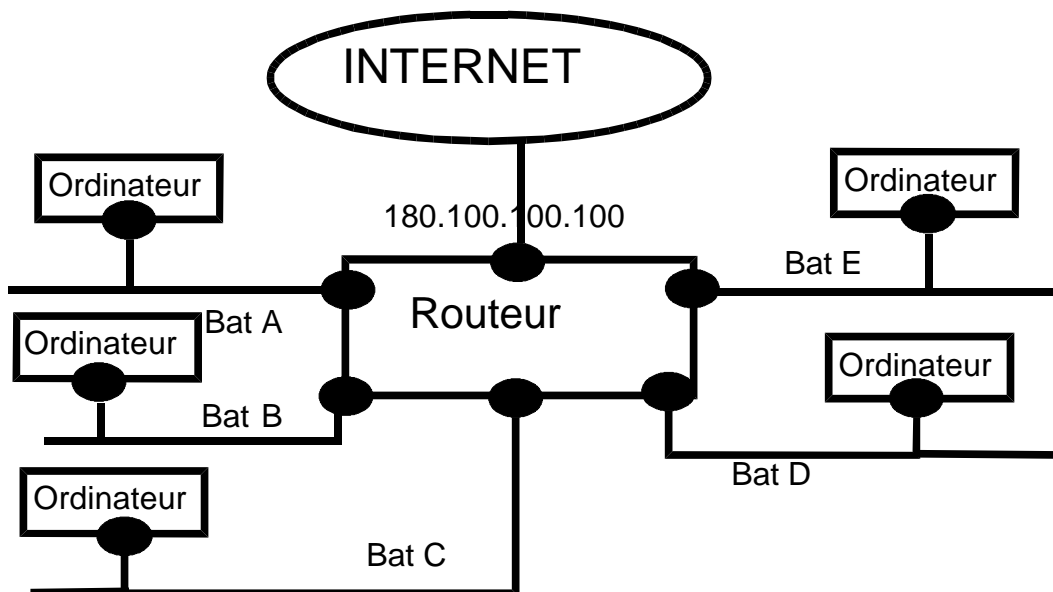 INTERNET
Ordinateur
Ordinateur
180.100.100.100
Bat E
Routeur
Bat A
Ordinateur
Ordinateur
Bat B
Bat D
Ordinateur
Bat C